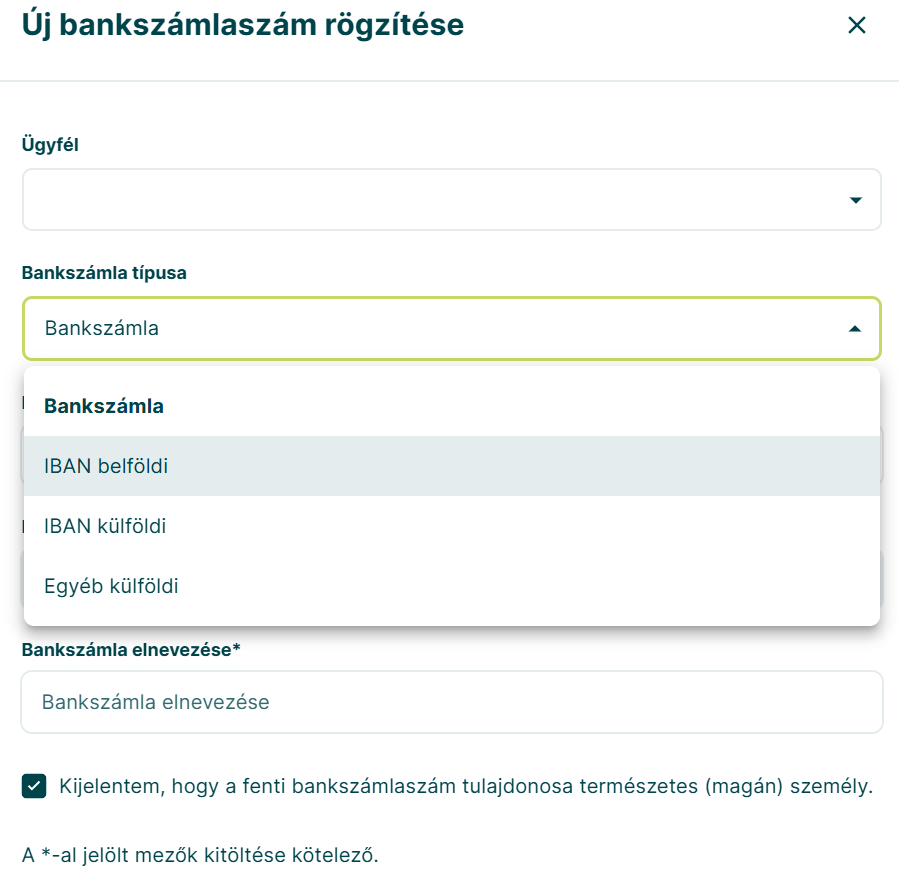 Új bankszámlaszám rögzítése
Ügyfél
Bankszámla típusa
Bankszámla
Bankszámla
IBAN belföldi
IBAN külföldi
Egyéb külföldi
Bankszámla elnevezése*
Bankszámla elnevezése
Kijelentem, hogy a fenti bankszámlaszám tulajdonosa természetes (magán) személy.
A *-al jelölt mezők kitöltése kötelező.